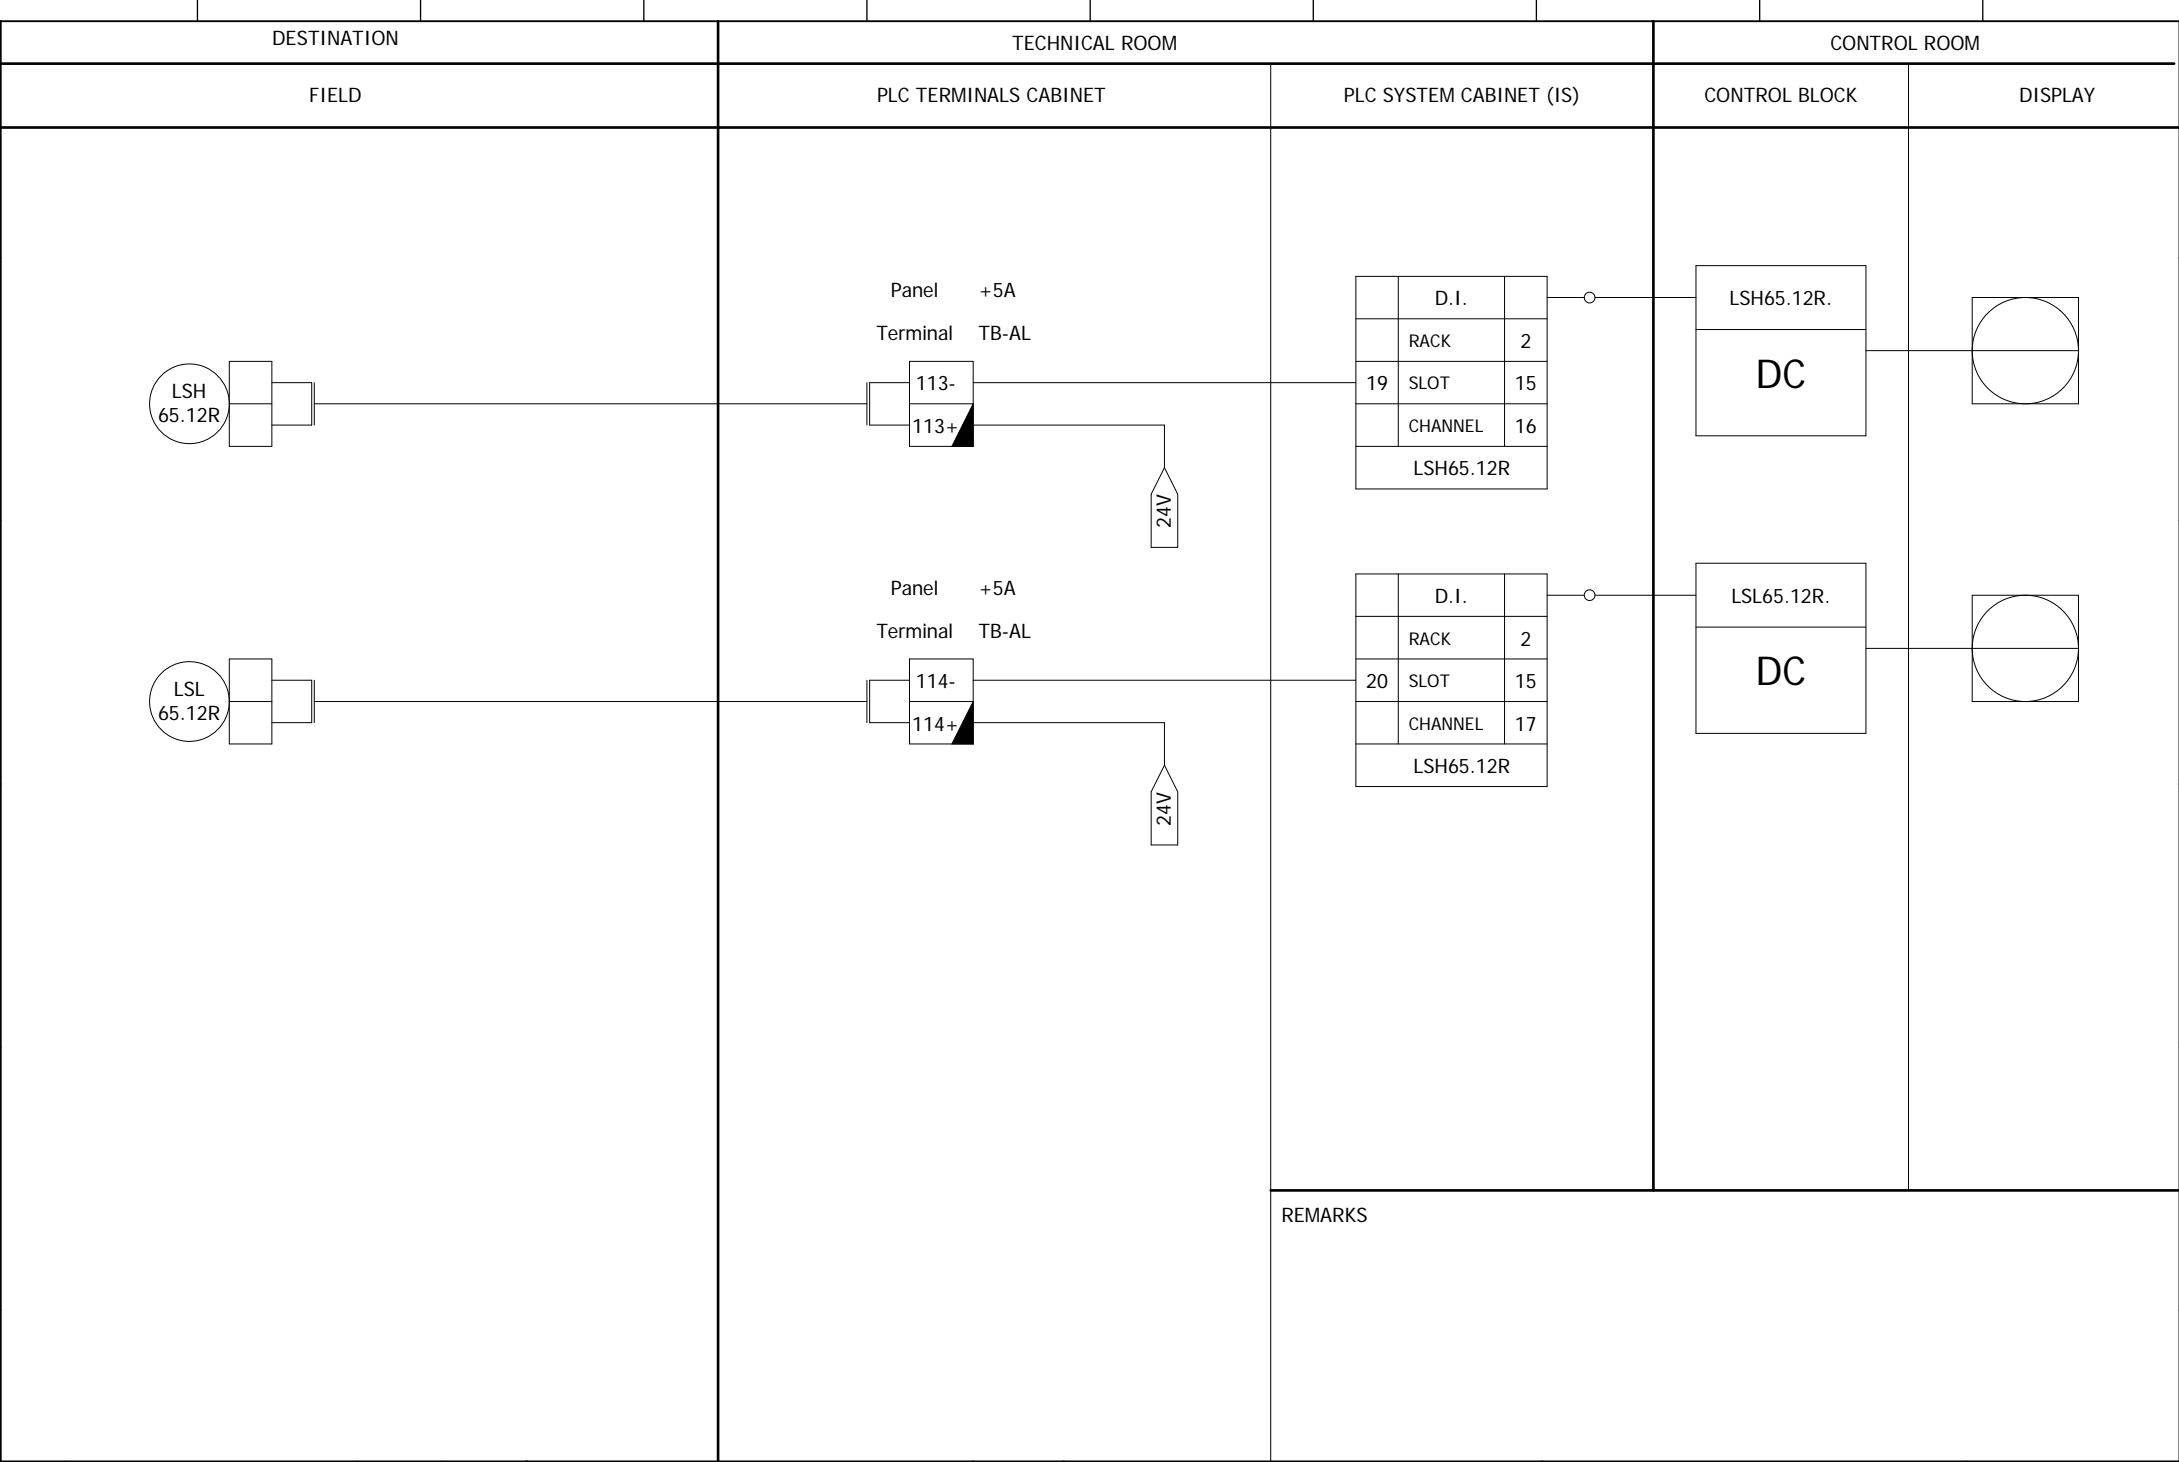 DESTINATION
TECHNICAL ROOM
CONTROL ROOM
FIELD
PLC TERMINALS CABINET
PLC SYSTEM CABINET (IS)
CONTROL BLOCK
DISPLAY
Panel +5A
Terminal TB-AL
LSH
65.12R
113-
113+
24V
D.I.
RACK 2
19 SLOT 15
CHANNEL 16
LSH65.12R
LSH65.12R.
DC
Panel +5A
Terminal TB-AL
LSL
65.12R
114-
114+
24V
D.I.
RACK 2
20 SLOT 15
CHANNEL 17
LSH65.12R
LSL65.12R.
DC
REMARKS